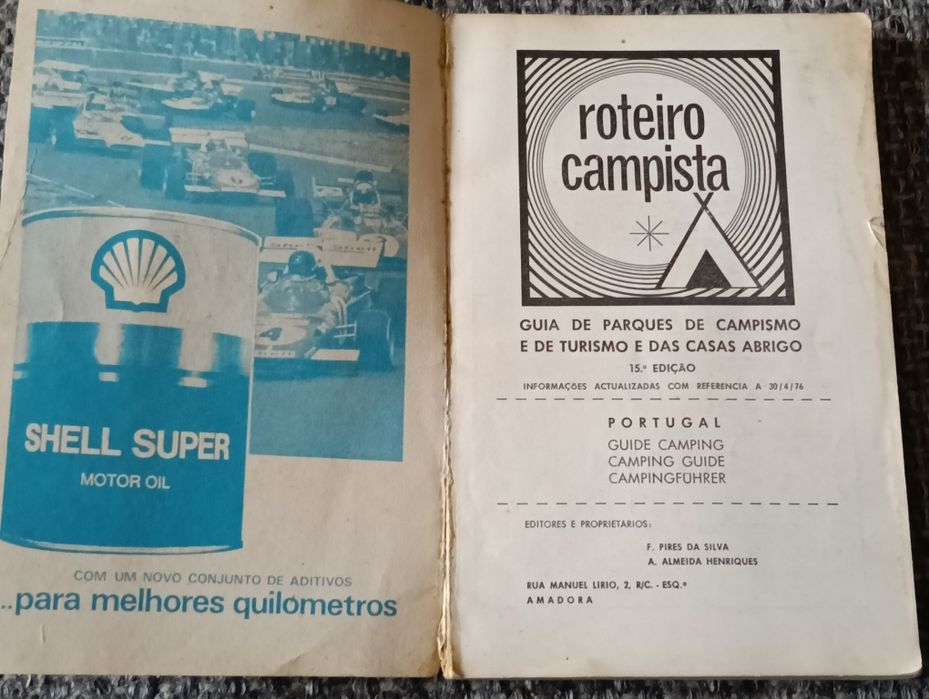 SHELL SUPER
MOTOR OIL
COM UM NOVO CONJUNTO DE ADITIVOS
..para melhores quilómetros
roteiro
campista
GUIA DE PARQUES DE CAMPISMO
E DE TURISMO E DAS CASAS ABRIGO
15.ª EDIÇÃO
INFORMAÇÕES ACTUALIZADAS COM REFERENCIA A 30/4/76
PORTUGAL
GUIDE CAMPING
CAMPING GUIDE
CAMPINGFÜHRER
EDITORES E PROPRIETARIOS:
F. PIRES DA SILVA
A. ALMEIDA HENRIQUES
RUA MANUEL LIRIO, 2, R/C. - ESQ.º
AMADORA